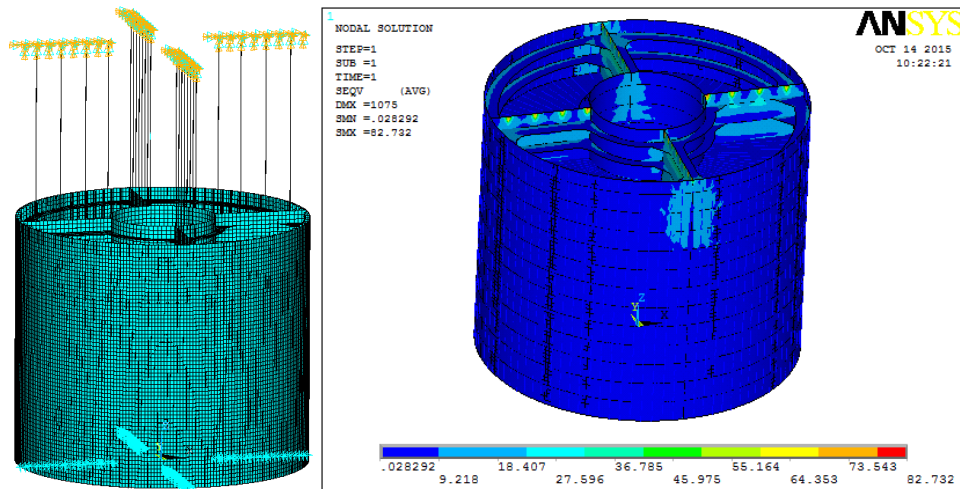 1
NODAL SOLUTION
STEP=1
SUB =1
TIME=1
SEQV (AVG)
DMX =1075
SMN =.028292
SMX =82.732
ANSYS
OCT 14 2015
10:22:21
Z
Y
X
.028292 18.407 36.785 55.164 73.543
9.218 27.596 45.975 64.353 82.732